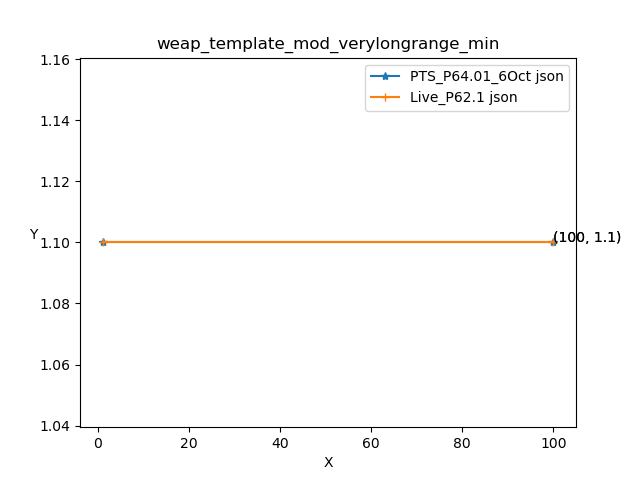 weap_template_mod_verylongrange_min
PTS_P64.01_6Oct json
Live_P62.1 json
1.16
1.14
1.12
Y
1.10
(100, 1.1)
1.08
1.06
1.04
0
20
40
60
80
100
X